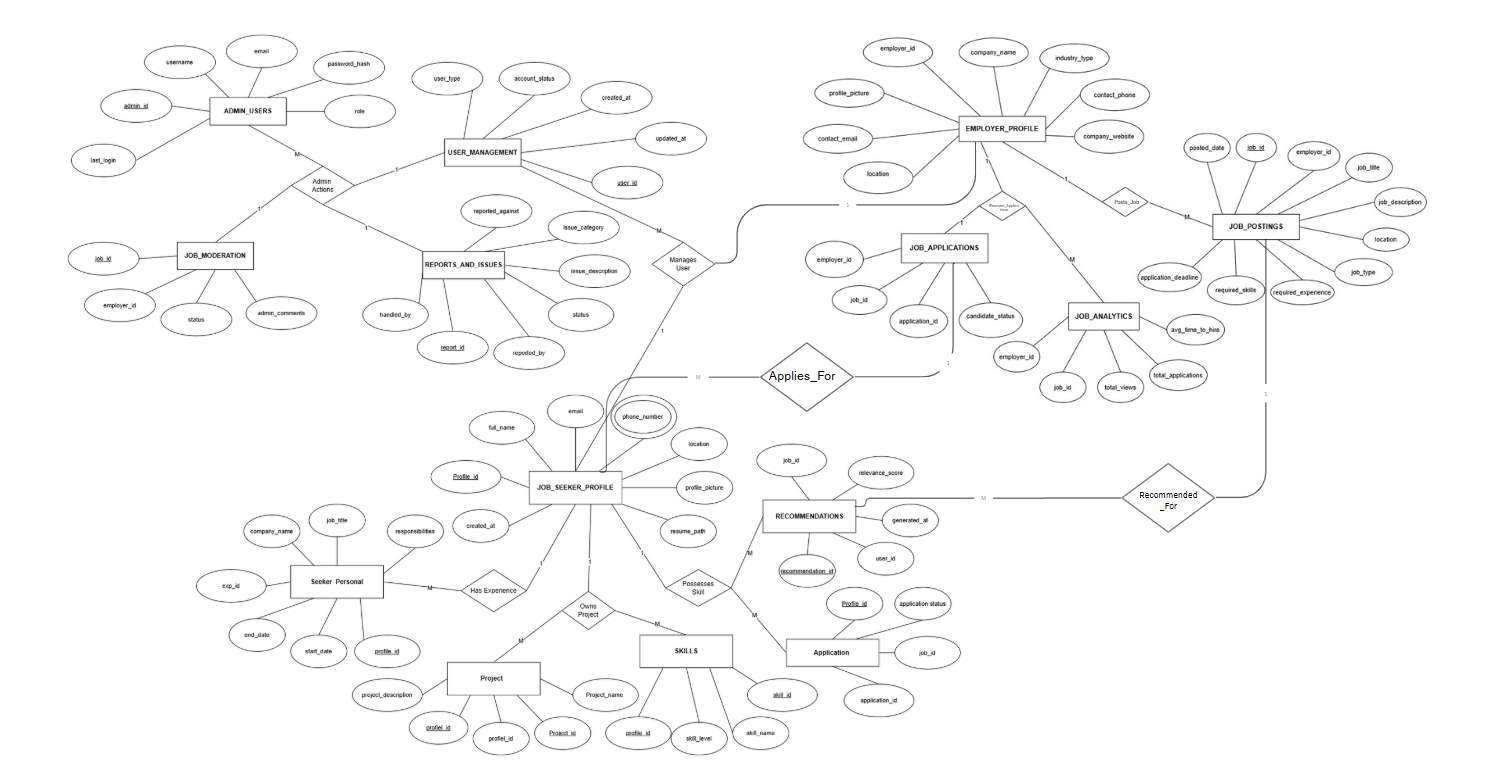 email
username
password_hash
admin_id
ADMIN_USERS
role
last_login
M
Admin
Actions
1
1
1
user_type
account_status
created_at
updated_at
USER_MANAGEMENT
user_id
M
job_id
JOB_MODERATION
employer_id
status
admin_comments
reported_against
issue_category
REPORTS_AND_ISSUES
issue_description
handled_by
status
report_id
reported_by
Manages
User
1
1
employer_id
company_name
industry_type
profile_picture
contact_phone
EMPLOYER_PROFILE
contact_email
company_website
location
1
1
1
M
Posts_Job
M
posted_date
job_id
employer_id
job_title
job_description
JOB_POSTINGS
location
job_type
application_deadline
required_skills
required_experience
JOB_APPLICATIONS
employer_id
job_id
application_id
candidate_status
JOB_ANALYTICS
avg_time_to_hire
employer_id
job_id
total_views
total_applications
M
Applies_For
1
1
email
phone_number
full_name
location
Profile_id
JOB_SEEKER_PROFILE
profile_picture
created_at
resume_path
job_id
relevance_score
RECOMMENDATIONS
generated_at
user_id
recommendation_id
M
Recommended
_For
job_title
company_name
responsibilities
Seeker Personal
exp_id
end_date
start_date
profile_id
M
Has Experience
1
1
1
Owns
Project
M
M
Possesses
Skill
M
M
Profile_id
application status
Application
job_id
application_id
SKILLS
skill_id
profile_id
skill_level
skill_name
Project
project_description
Project_name
profiel_id
profiel_id
Project_id